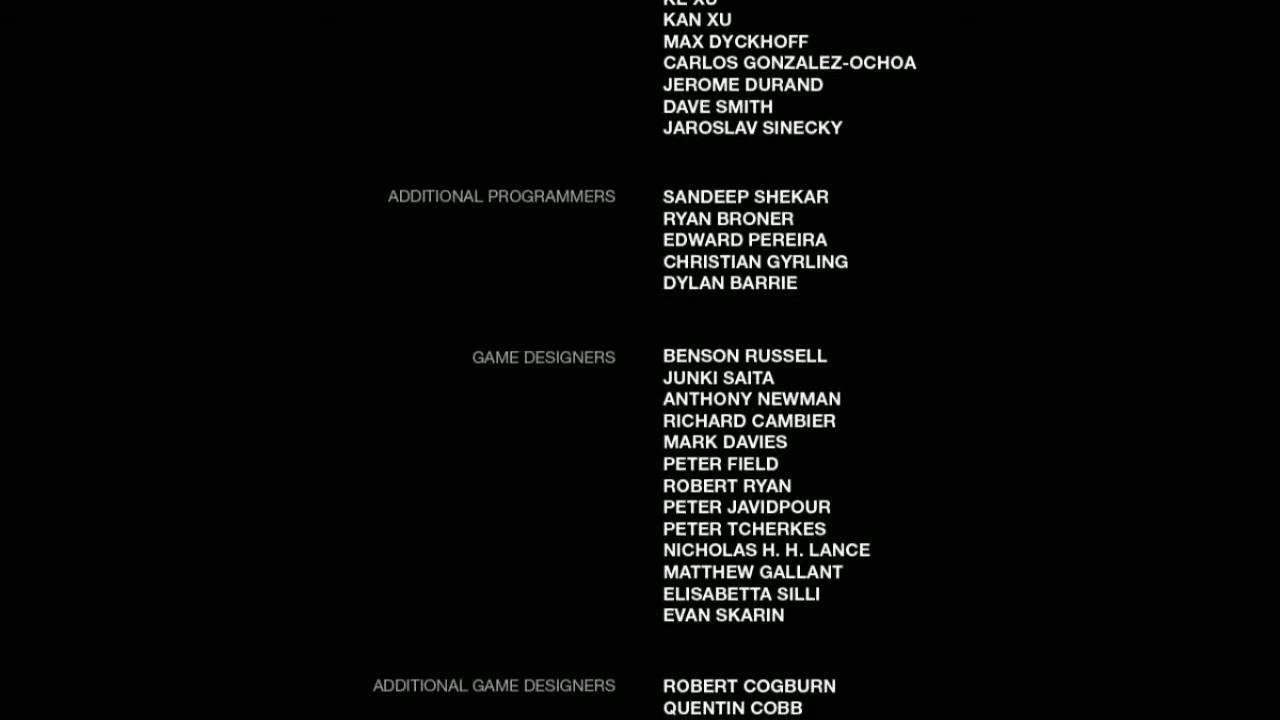 KE XU
KAN XU
MAX DYCKHOFF
CARLOS GONZALEZ-OCHOA
JEROME DURAND
DAVE SMITH
JAROSLAV SINECKY
ADDITIONAL PROGRAMMERS SANDEEP SHEKAR
RYAN BRONER
EDWARD PEREIRA
CHRISTIAN GYRLING
DYLAN BARRIE
GAME DESIGNERS BENSON RUSSELL
JUNKI SAITA
ANTHONY NEWMAN
RICHARD CAMBIER
MARK DAVIES
PETER FIELD
ROBERT RYAN
PETER JAVIDPOUR
PETER TCHERKES
NICHOLAS H. H. LANCE
MATTHEW GALLANT
ELISABETTA SILLI
EVAN SKARIN
ADDITIONAL GAME DESIGNERS ROBERT COGBURN
QUENTIN COBB